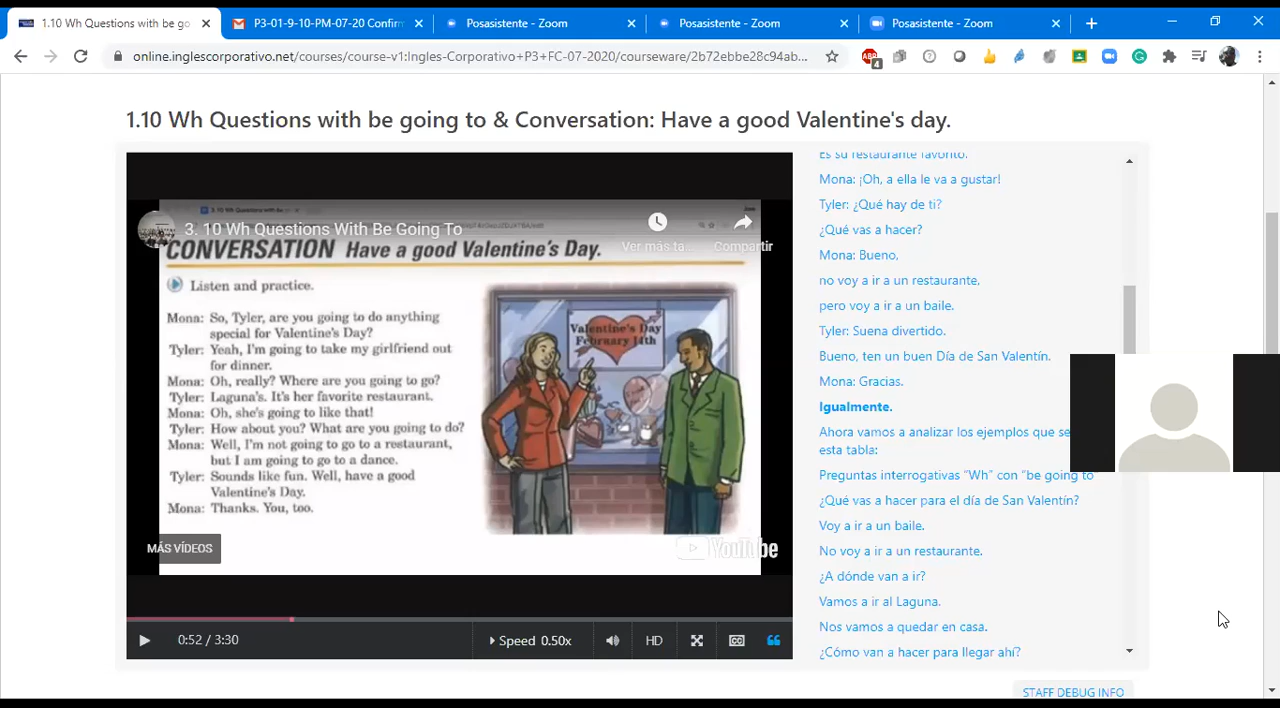 1.10 Wh Questions with be go
P3-01-9-10-PM-07-20 Confirr
Posasistente - Zoom
Posasistente - Zoom
Posasistente - Zoom
online.inglescorporativo.net/courses/course-v1:Ingles-Corporativo+P3+FC-07-2020/courseware/2b72ebbe28c94ab...
4
1.10 Wh Questions with be going to & Conversation: Have a good Valentine's day.
3. 10 Wh Questions With Be Going To
Ver más ta...
Compartir
CONVERSATION Have a good Valentine's Day.
Listen and practice.
Mona: So, Tyler, are you going to do anything
special for Valentine's Day?
Tyler: Yeah, I'm going to take my girlfriend out
for dinner.
Mona: Oh, really? Where are you going to go?
Tyler: Laguna's. It's her favorite restaurant.
Mona: Oh, she's going to like that!
Tyler: How about you? What are you going to do?
Mona: Well, I'm not going to go to a restaurant,
but I am going to go to a dance.
Tyler: Sounds like fun. Well, have a good
Valentine's Day.
Mona: Thanks. You, too.
Valentine's Day
February 14th
MÁS VÍDEOS
YouTube
0:52 / 3:30
Speed 0.50x
HD
CC
Es su restaurante favorito.
Mona: ¡Oh, a ella le va a gustar!
Tyler: ¿Qué hay de ti?
¿Qué vas a hacer?
Mona: Bueno,
no voy a ir a un restaurante,
pero voy a ir a un baile.
Tyler: Suena divertido.
Bueno, ten un buen Día de San Valentín.
Mona: Gracias.
Igualmente.
Ahora vamos a analizar los ejemplos que se
esta tabla:
Preguntas interrogativas "Wh" con "be going to
¿Qué vas a hacer para el día de San Valentín?
Voy a ir a un baile.
No voy a ir a un restaurante.
¿A dónde van a ir?
Vamos a ir al Laguna.
Nos vamos a quedar en casa.
¿Cómo van a hacer para llegar ahí?
STAFF DEBUG INFO